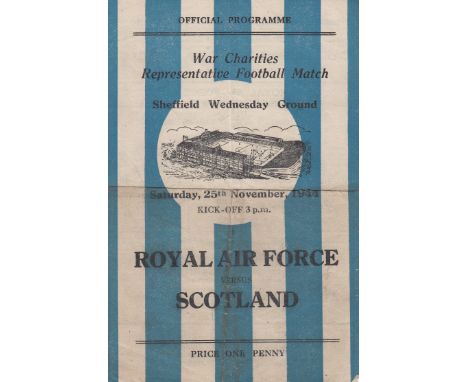 OFFICIAL PROGRAMME
War Charities
Representative Football Match
Sheffield Wednesday Ground
Saturday, 25th November, 1944
KICK-OFF 3 p.m.
ROYAL AIR FORCE
VERSUS
SCOTLAND
PRICE ONE PENNY